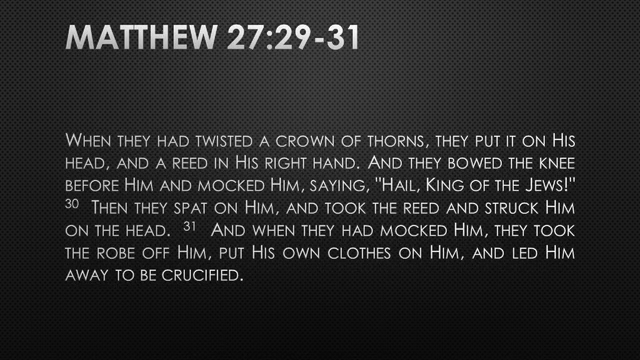 MATTHEW 27:29-31
WHEN THEY HAD TWISTED A CROWN OF THORNS, THEY PUT IT ON HIS
HEAD, AND A REED IN HIS RIGHT HAND. AND THEY BOWED THE KNEE
BEFORE HIM AND MOCKED HIM, SAYING, "HAIL, KING OF THE JEWS!"
30 THEN THEY SPAT ON HIM, AND TOOK THE REED AND STRUCK HIM
ON THE HEAD. 31 AND WHEN THEY HAD MOCKED HIM, THEY TOOK
THE ROBE OFF HIM, PUT HIS OWN CLOTHES ON HIM, AND LED HIM
AWAY TO BE CRUCIFIED.